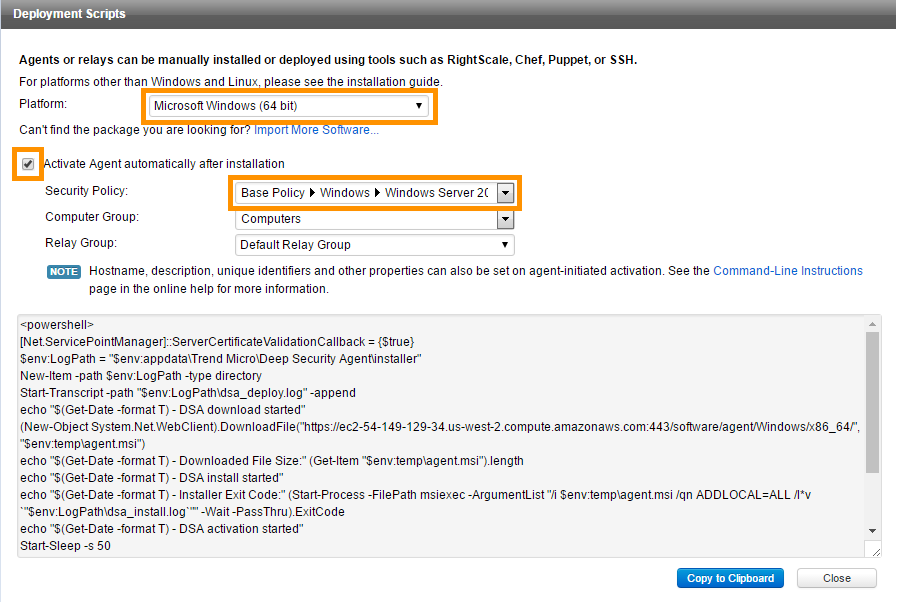 Deployment Scripts
Agents or relays can be manually installed or deployed using tools such as RightScale, Chef, Puppet, or SSH.
For platforms other than Windows and Linux, please see the installation guide.
Platform: Microsoft Windows (64 bit)
Can't find the package you are looking for? Import More Software...
Activate Agent automatically after installation
Security Policy: Base Policy Windows Windows Server 20
Computer Group: Computers
Relay Group: Default Relay Group
NOTE Hostname, description, unique identifiers and other properties can also be set on agent-initiated activation. See the Command-Line Instructions
page in the online help for more information.
<powershell>
[Net.ServicePointManager]::ServerCertificateValidationCallback = {$true}
$env:LogPath = "$env:appdata\Trend Micro\Deep Security Agent\installer"
New-Item -path $env:LogPath -type directory
Start-Transcript -path "$env:LogPath\dsa_deploy.log" -append
echo "$(Get-Date -format T) - DSA download started"
(New-Object System.Net.WebClient).DownloadFile("https://ec2-54-149-129-34.us-west-2.compute.amazonaws.com:443/software/agent/Windows/x86_64/",
"$env:temp\agent.msi")
echo "$(Get-Date -format T) - Downloaded File Size:" (Get-Item "$env:temp\agent.msi").length
echo "$(Get-Date -format T) - DSA install started"
echo "$(Get-Date -format T) - Installer Exit Code:" (Start-Process -FilePath msiexec -ArgumentList "/i $env:temp\agent.msi /qn ADDLOCAL=ALL /l*v
`"$env:LogPath\dsa_install.log`"" -Wait -PassThru).ExitCode
echo "$(Get-Date -format T) - DSA activation started"
Start-Sleep -s 50
Copy to Clipboard Close